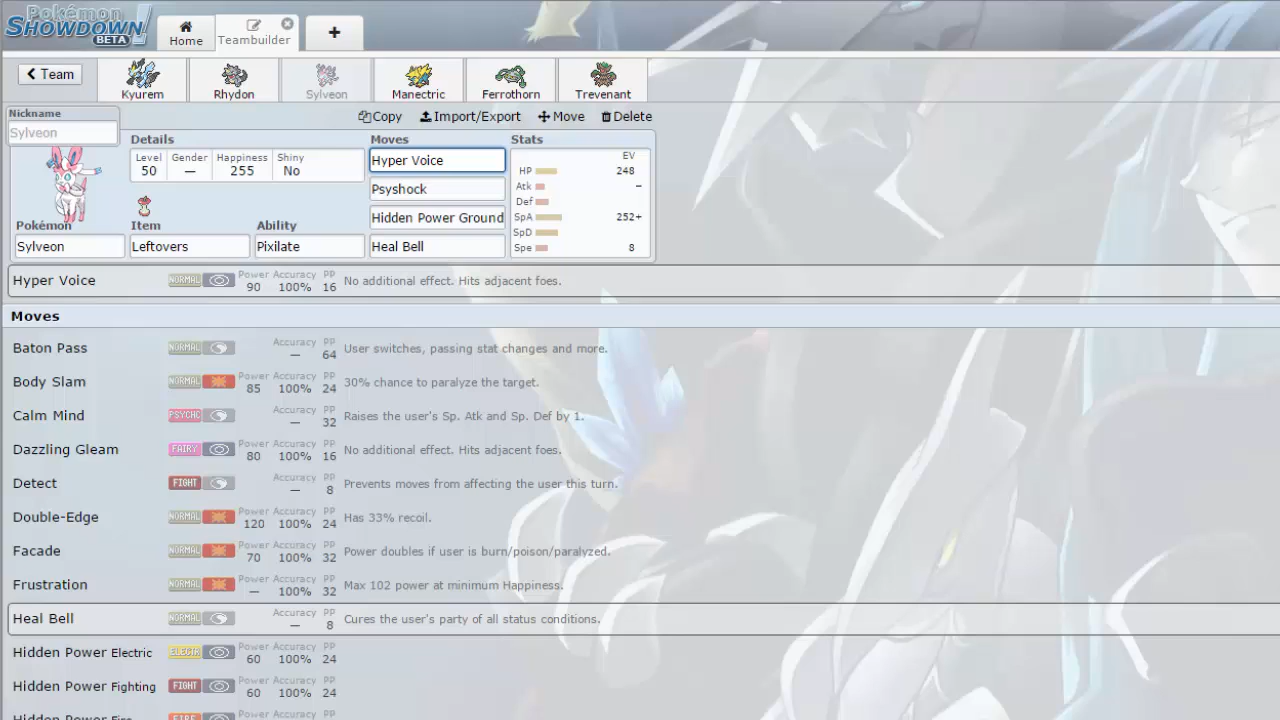 Pokémon
SHOWDOWN!
BETA
Home
Teambuilder
+
Team
Kyurem
Rhydon
Sylveon
Manectric
Ferrothorn
Trevenant
Nickname
Sylveon
Copy Import/Export Move Delete
Details
Level Gender Happiness Shiny
50 — 255 No
Moves
Hyper Voice
Psyshock
Hidden Power Ground
Heal Bell
Stats
EV
HP 248
Atk –
Def
SpA 252+
SpD
Spe 8
Pokémon Item Ability
Sylveon Leftovers Pixilate
Hyper Voice NORMAL Power 90 Accuracy 100% PP 16 No additional effect. Hits adjacent foes.
Moves
Baton Pass NORMAL Accuracy — PP 64 User switches, passing stat changes and more.
Body Slam NORMAL Power 85 Accuracy 100% PP 24 30% chance to paralyze the target.
Calm Mind PSYCHC Accuracy — PP 32 Raises the user's Sp. Atk and Sp. Def by 1.
Dazzling Gleam FAIRY Power 80 Accuracy 100% PP 16 No additional effect. Hits adjacent foes.
Detect FIGHT Accuracy — PP 8 Prevents moves from affecting the user this turn.
Double-Edge NORMAL Power 120 Accuracy 100% PP 24 Has 33% recoil.
Facade NORMAL Power 70 Accuracy 100% PP 32 Power doubles if user is burn/poison/paralyzed.
Frustration NORMAL Power — Accuracy 100% PP 32 Max 102 power at minimum Happiness.
Heal Bell NORMAL Accuracy — PP 8 Cures the user's party of all status conditions.
Hidden Power Electric ELECTR Power 60 Accuracy 100% PP 24
Hidden Power Fighting FIGHT Power 60 Accuracy 100% PP 24
Hidden Power Fire FIRE Power Accuracy PP